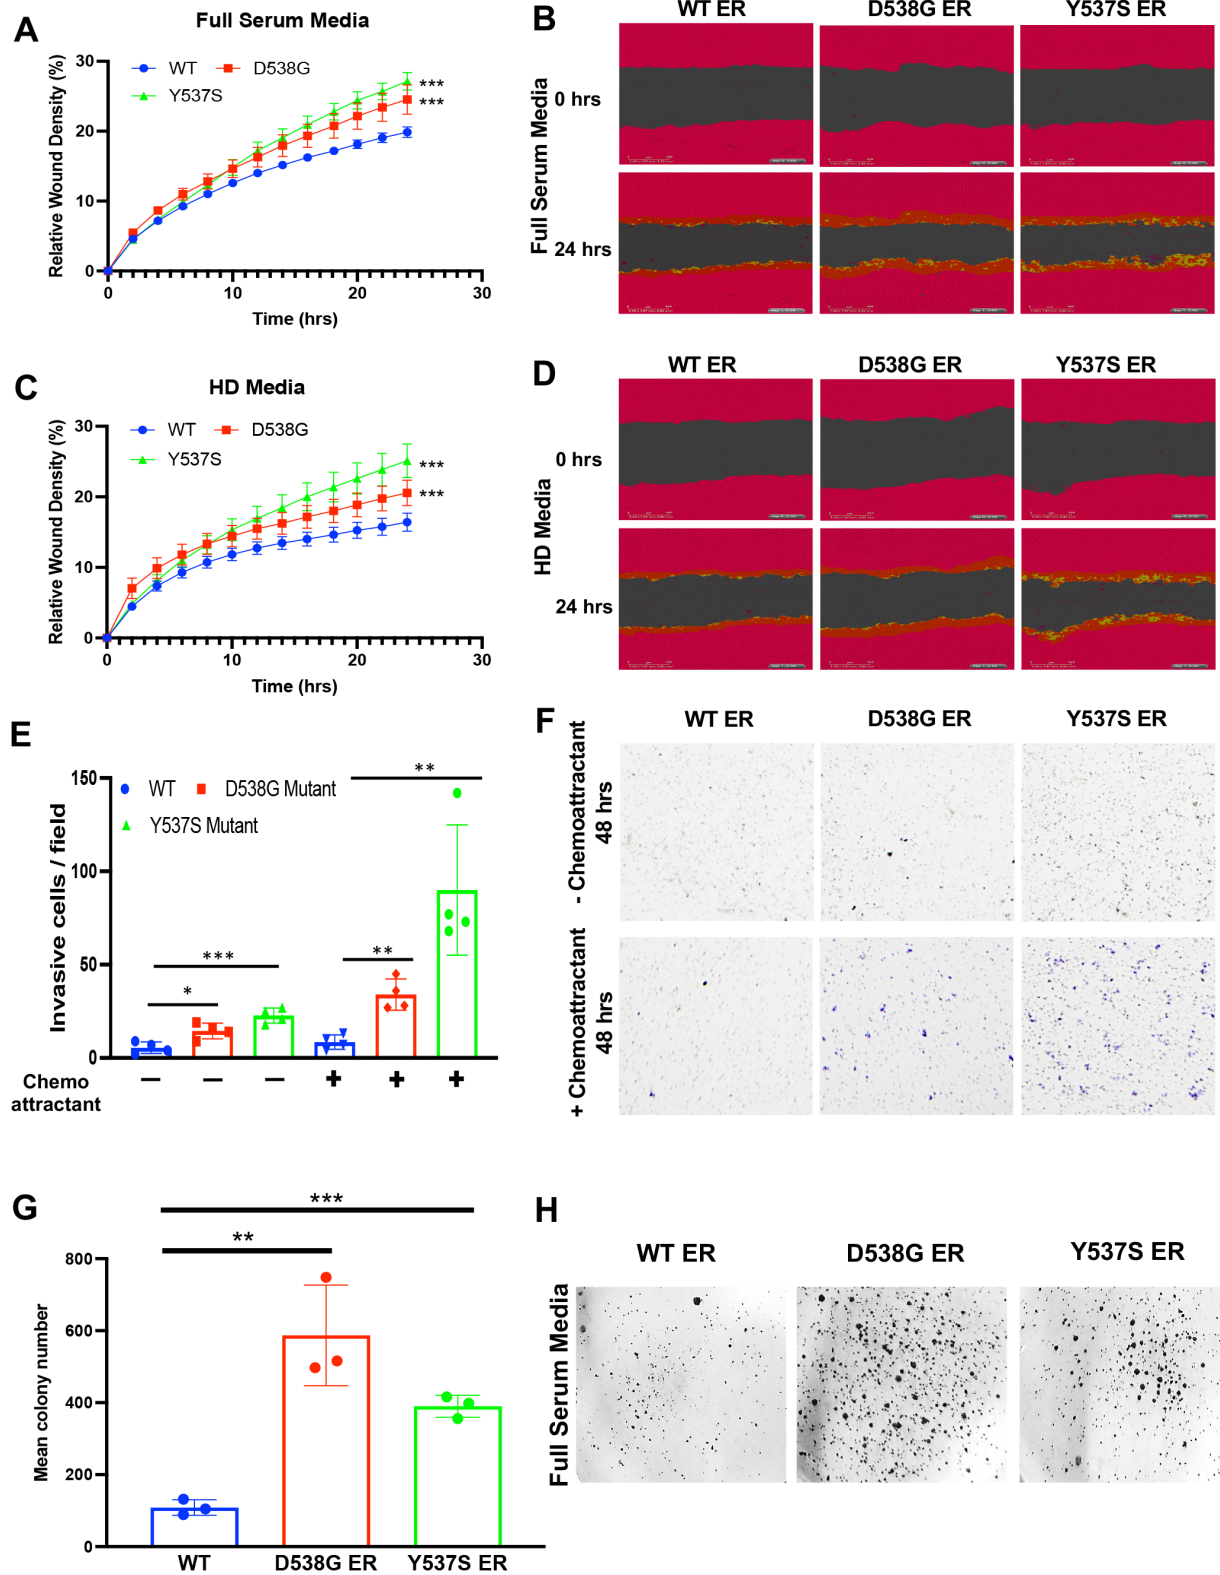 A
Full Serum Media
Relative Wound Density (%)
WT
D538G
Y537S
30
20
10
0
***
***
0
10
20
30
Time (hrs)
B
WT ER
D538G ER
Y537S ER
Full Serum Media
0 hrs
24 hrs
C
HD Media
Relative Wound Density (%)
WT
D538G
Y537S
30
20
10
0
***
***
0
10
20
30
Time (hrs)
D
WT ER
D538G ER
Y537S ER
HD Media
0 hrs
24 hrs
E
Invasive cells / field
WT
D538G Mutant
Y537S Mutant
150
100
50
0
*
***
**
**
Chemo
attractant
— — — + + +
F
WT ER
D538G ER
Y537S ER
- Chemoattractant
48 hrs
+ Chemoattractant
48 hrs
G
***
**
Mean colony number
800
600
400
200
0
WT
D538G ER
Y537S ER
H
WT ER
D538G ER
Y537S ER
Full Serum Media